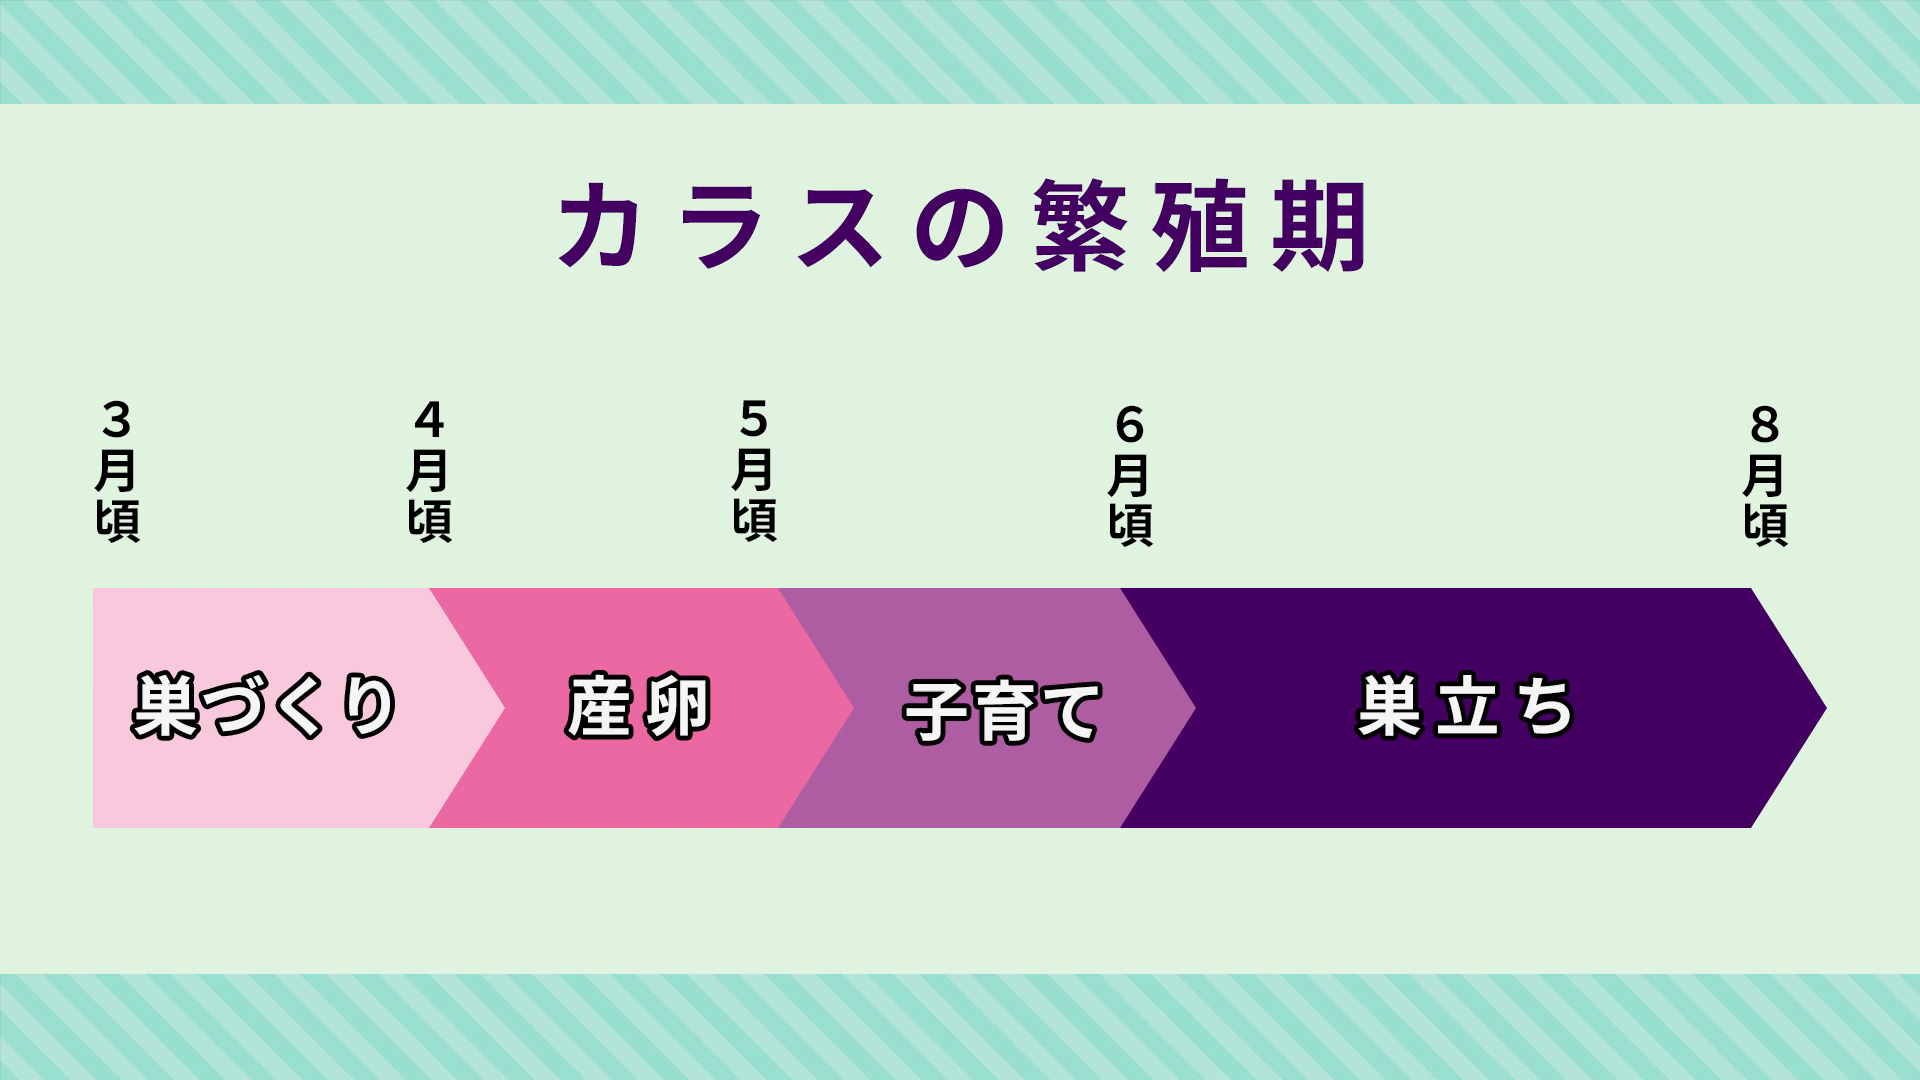 カラスの繁殖期
３月頃
４月頃
５月頃
６月頃
８月頃
巣づくり
産卵
子育て
巣立ち